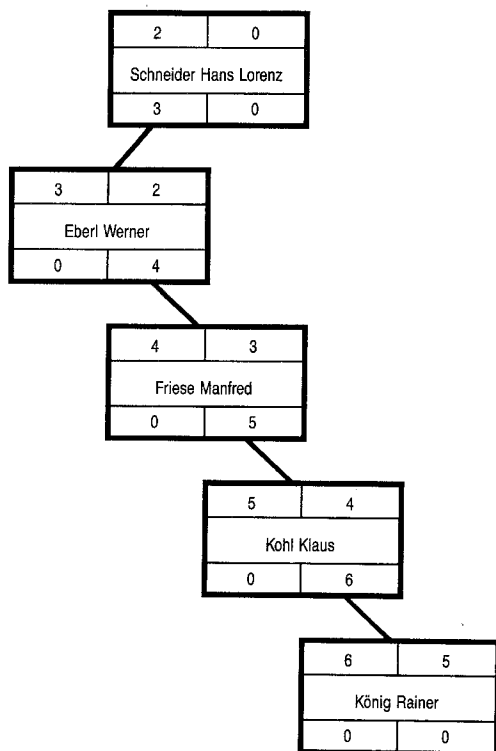 2 0
Schneider Hans Lorenz
3 0
3 2
Eberl Werner
0 4
4 3
Friese Manfred
0 5
5 4
Kohl Klaus
0 6
6 5
König Rainer
0 0